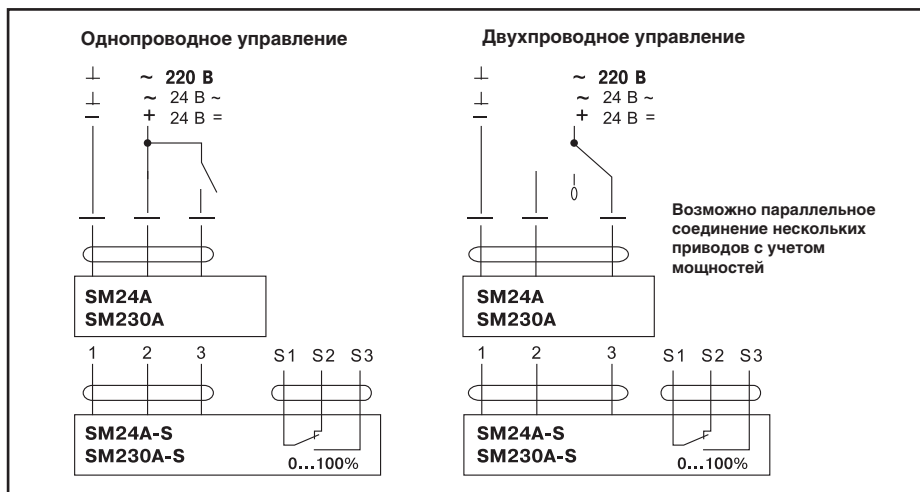 Однопроводное управление
~ 220 В
~ 24 В ~
+ 24 В =
SM24A
SM230A
1 2 3 S1 S2 S3
SM24A-S
SM230A-S
0...100%
Двухпроводное управление
~ 220 В
~ 24 В ~
+ 24 В =
Возможно параллельное
соединение нескольких
приводов с учетом
мощностей
SM24A
SM230A
1 2 3 S1 S2 S3
SM24A-S
SM230A-S
0...100%